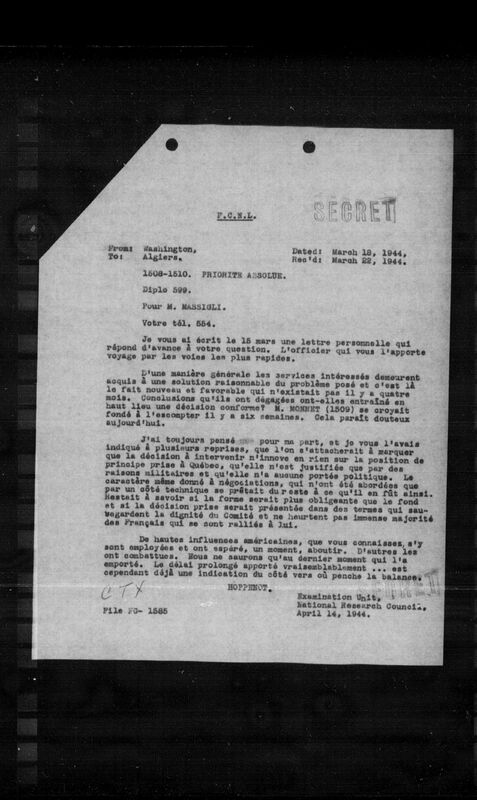 F.C.N.L.
SECRET
From: Washington,
To: Algiers.
Dated: March 18, 1944.
Rec'd: March 22, 1944.
1508-1510. PRIORITE ABSOLUE.
Diplo 599.
Pour M. MASSIGLI.
Votre tél. 554.
Je vous ai écrit le 15 mars une lettre personnelle qui
répond d'avance à votre question. L'officier qui vous l'apporte
voyage par les voies les plus rapides.
D'une manière générale les services intéressés demeurent
acquis à une solution raisonnable du problème posé et c'est là
le fait nouveau et favorable qui n'existait pas il y a quatre
mois. Conclusions qu'ils ont dégagées ont-elles entraîné en
haut lieu une décision conforme? M. MONNET (1509) se croyait
fondé à l'escompter il y a six semaines. Cela paraît douteux
aujourd'hui.
J'ai toujours pensé pour ma part, et je vous l'avais
indiqué à plusieurs reprises, que l'on s'attacherait à marquer
que la décision à intervenir n'innove en rien sur la position de
principe prise à Québec, qu'elle n'est justifiée que par des
raisons militaires et qu'elle n'a aucune portée politique. Le
caractère même donné à négociations, qui n'ont été abordées que
par un côté technique se prêtait du reste à ce qu'il en fût ainsi.
Restait à savoir si la forme serait plus obligeante que le fond
et si la décision prise serait présentée dans des termes qui sau-
vegardent la dignité du Comité et ne heurtent pas immense majorité
des Français qui se sont ralliés à lui.
De hautes influences américaines, que vous connaissez, s'y
sont employées et ont espéré, un moment, aboutir. D'autres les
ont combattues. Nous ne saurons qu'au dernier moment qui l'a
emporté. Le délai prolongé apporté vraisemblablement ... est
cependant déjà une indication du côté vers où penche la balance.
HOPPENOT.
CTX
SECRET
Examination Unit,
National Research Council,
April 14, 1944.
File FC- 1585